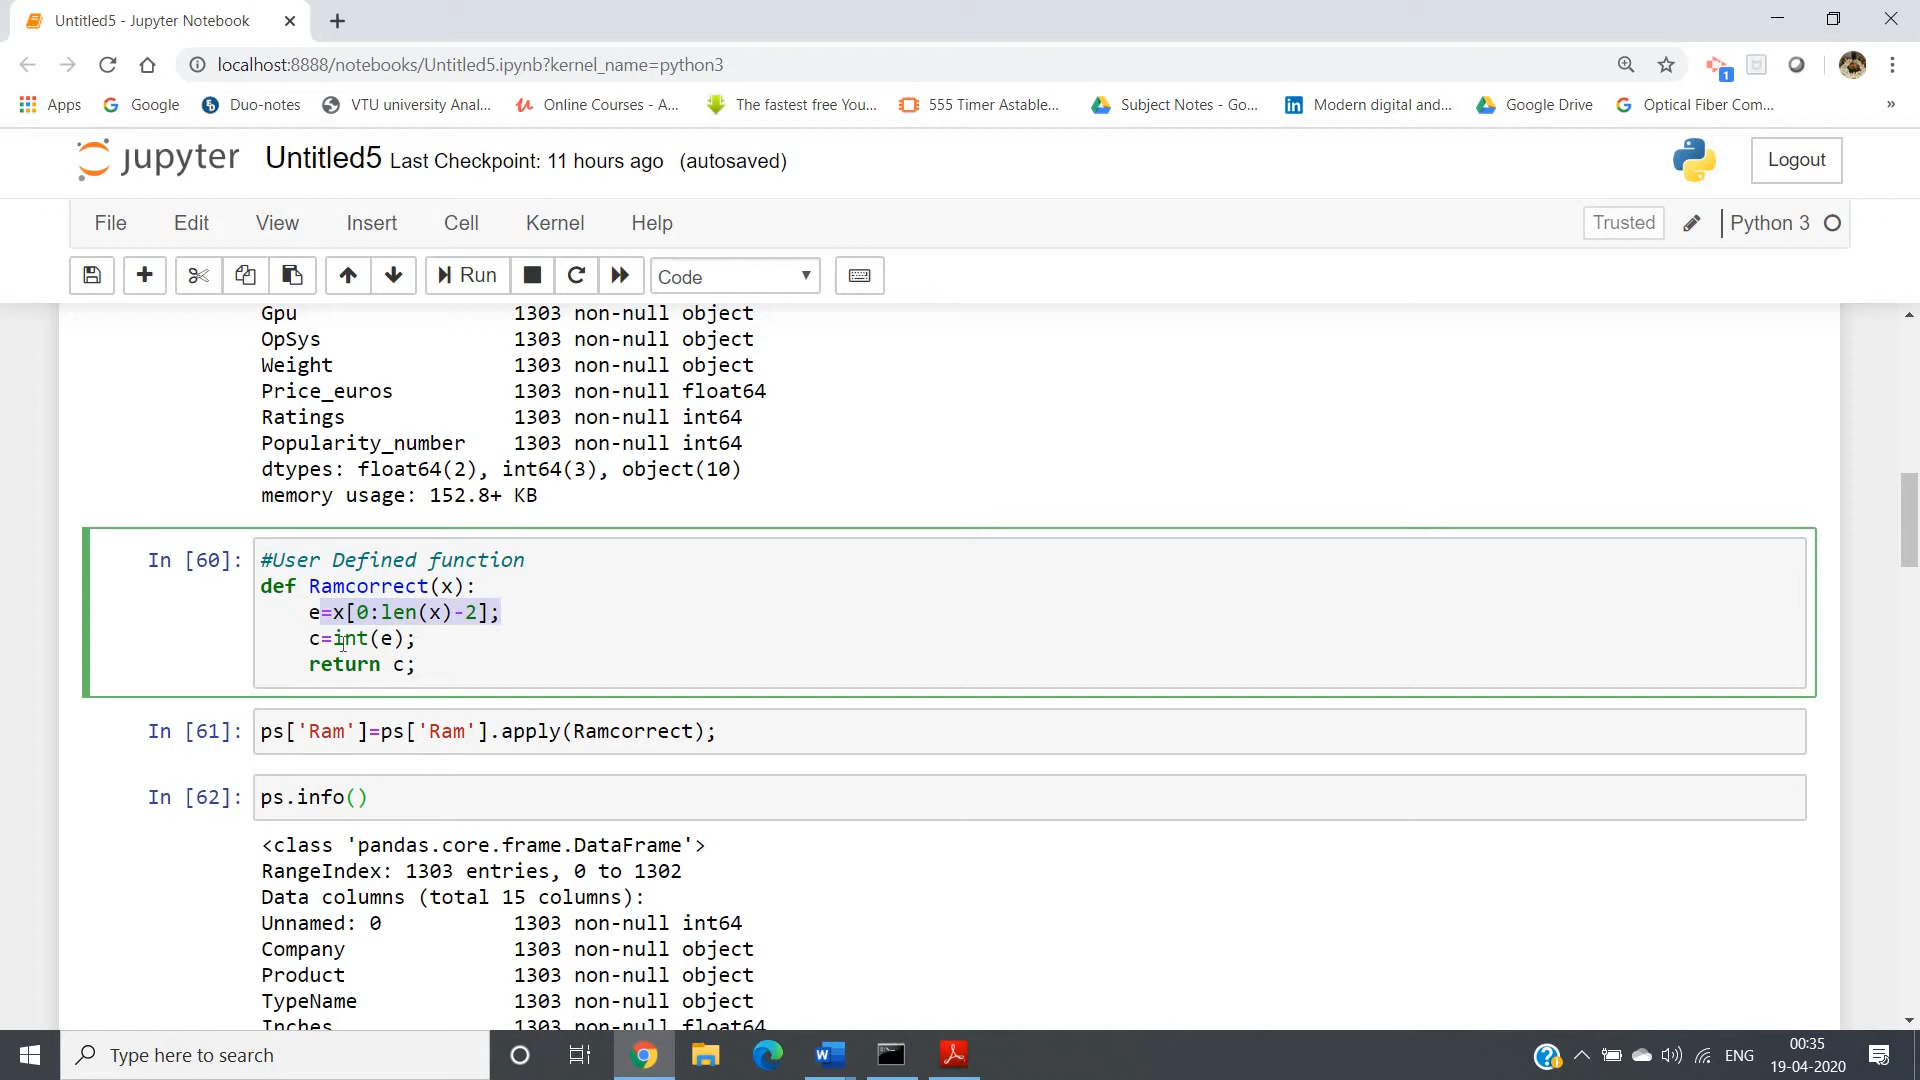 Untitled5 - Jupyter Notebook
localhost:8888/notebooks/Untitled5.ipynb?kernel_name=python3
1
Apps Google Duo-notes VTU university Anal... Online Courses - A... The fastest free You... 555 Timer Astable... Subject Notes - Go... Modern digital and... Google Drive Optical Fiber Com... »
jupyter Untitled5 Last Checkpoint: 11 hours ago (autosaved) Logout
File Edit View Insert Cell Kernel Help Trusted Python 3
Run Code
Gpu 1303 non-null object
OpSys 1303 non-null object
Weight 1303 non-null object
Price_euros 1303 non-null float64
Ratings 1303 non-null int64
Popularity_number 1303 non-null int64
dtypes: float64(2), int64(3), object(10)
memory usage: 152.8+ KB
In [60]: #User Defined function
def Ramcorrect(x):
e=x[0:len(x)-2];
c=int(e);
return c;
In [61]: ps['Ram']=ps['Ram'].apply(Ramcorrect);
In [62]: ps.info()
<class 'pandas.core.frame.DataFrame'>
RangeIndex: 1303 entries, 0 to 1302
Data columns (total 15 columns):
Unnamed: 0 1303 non-null int64
Company 1303 non-null object
Product 1303 non-null object
TypeName 1303 non-null object
Inches 1303 non-null float64
Type here to search
ENG
00:35
19-04-2020